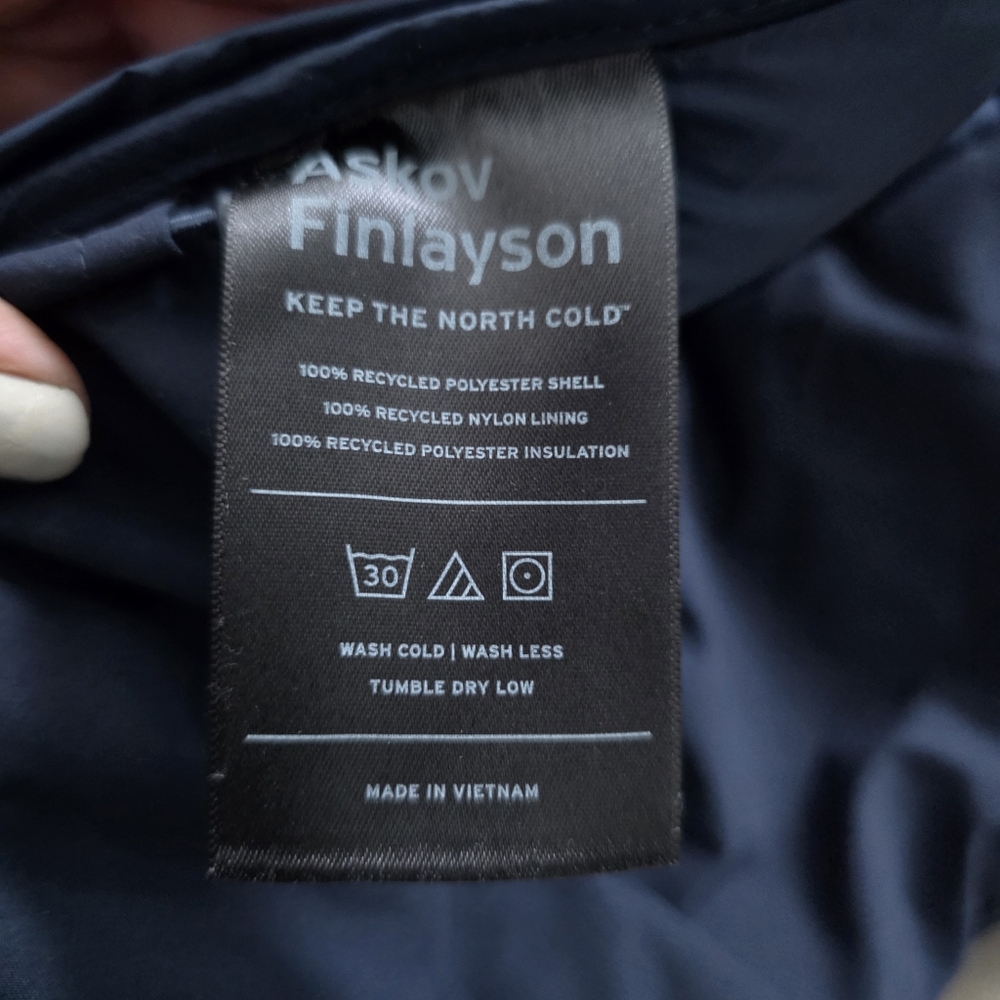 Askov
Finlayson
KEEP THE NORTH COLD™
100% RECYCLED POLYESTER SHELL
100% RECYCLED NYLON LINING
100% RECYCLED POLYESTER INSULATION
30
WASH COLD | WASH LESS
TUMBLE DRY LOW
MADE IN VIETNAM